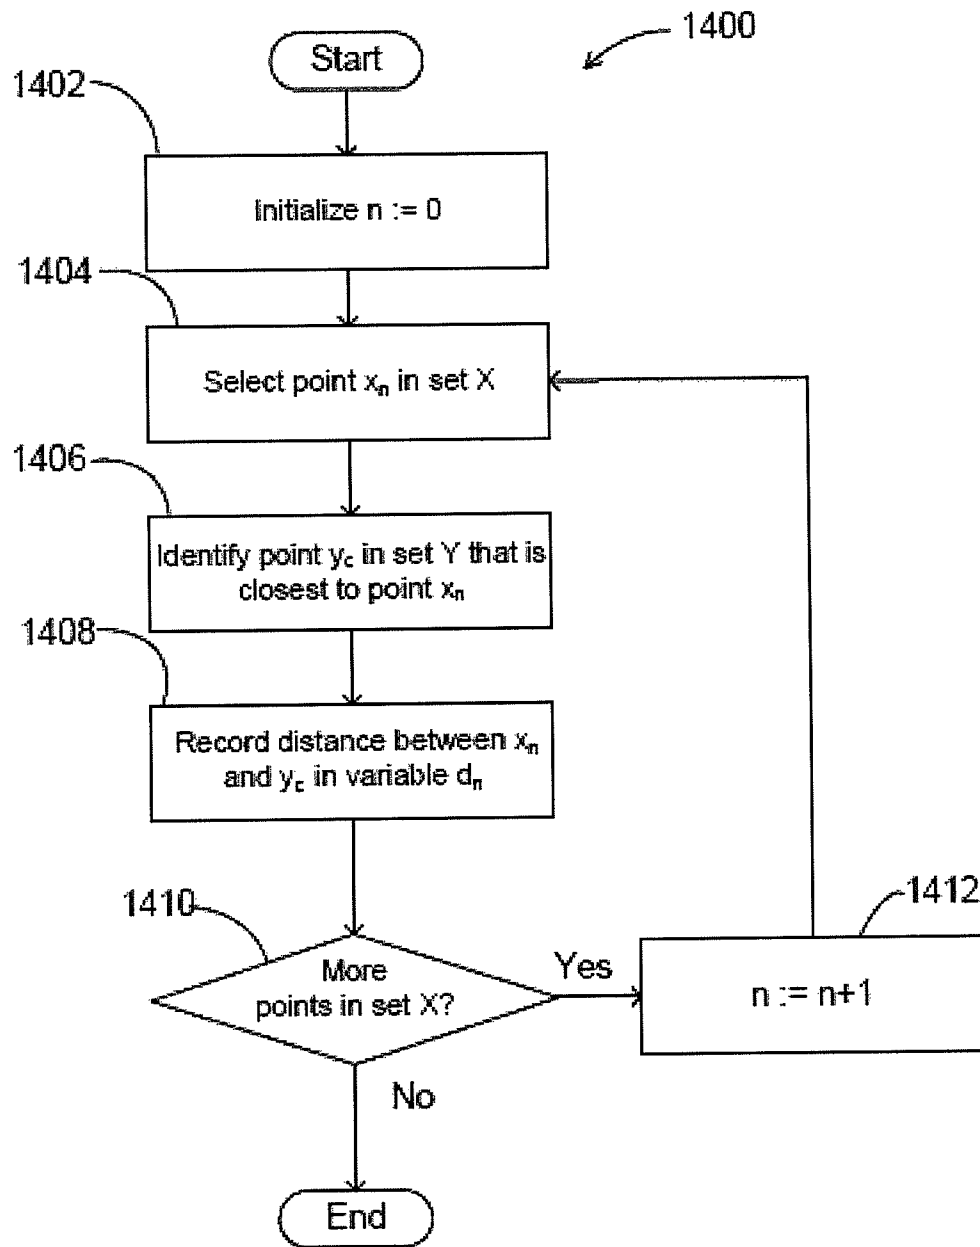 1400
Start
1402
Initialize n := 0
1404
Select point xₙ in set X
1406
Identify point y꜀ in set Y that is
closest to point xₙ
1408
Record distance between xₙ
and y꜀ in variable dₙ
1410
More
points in set X?
Yes
1412
n := n+1
No
End